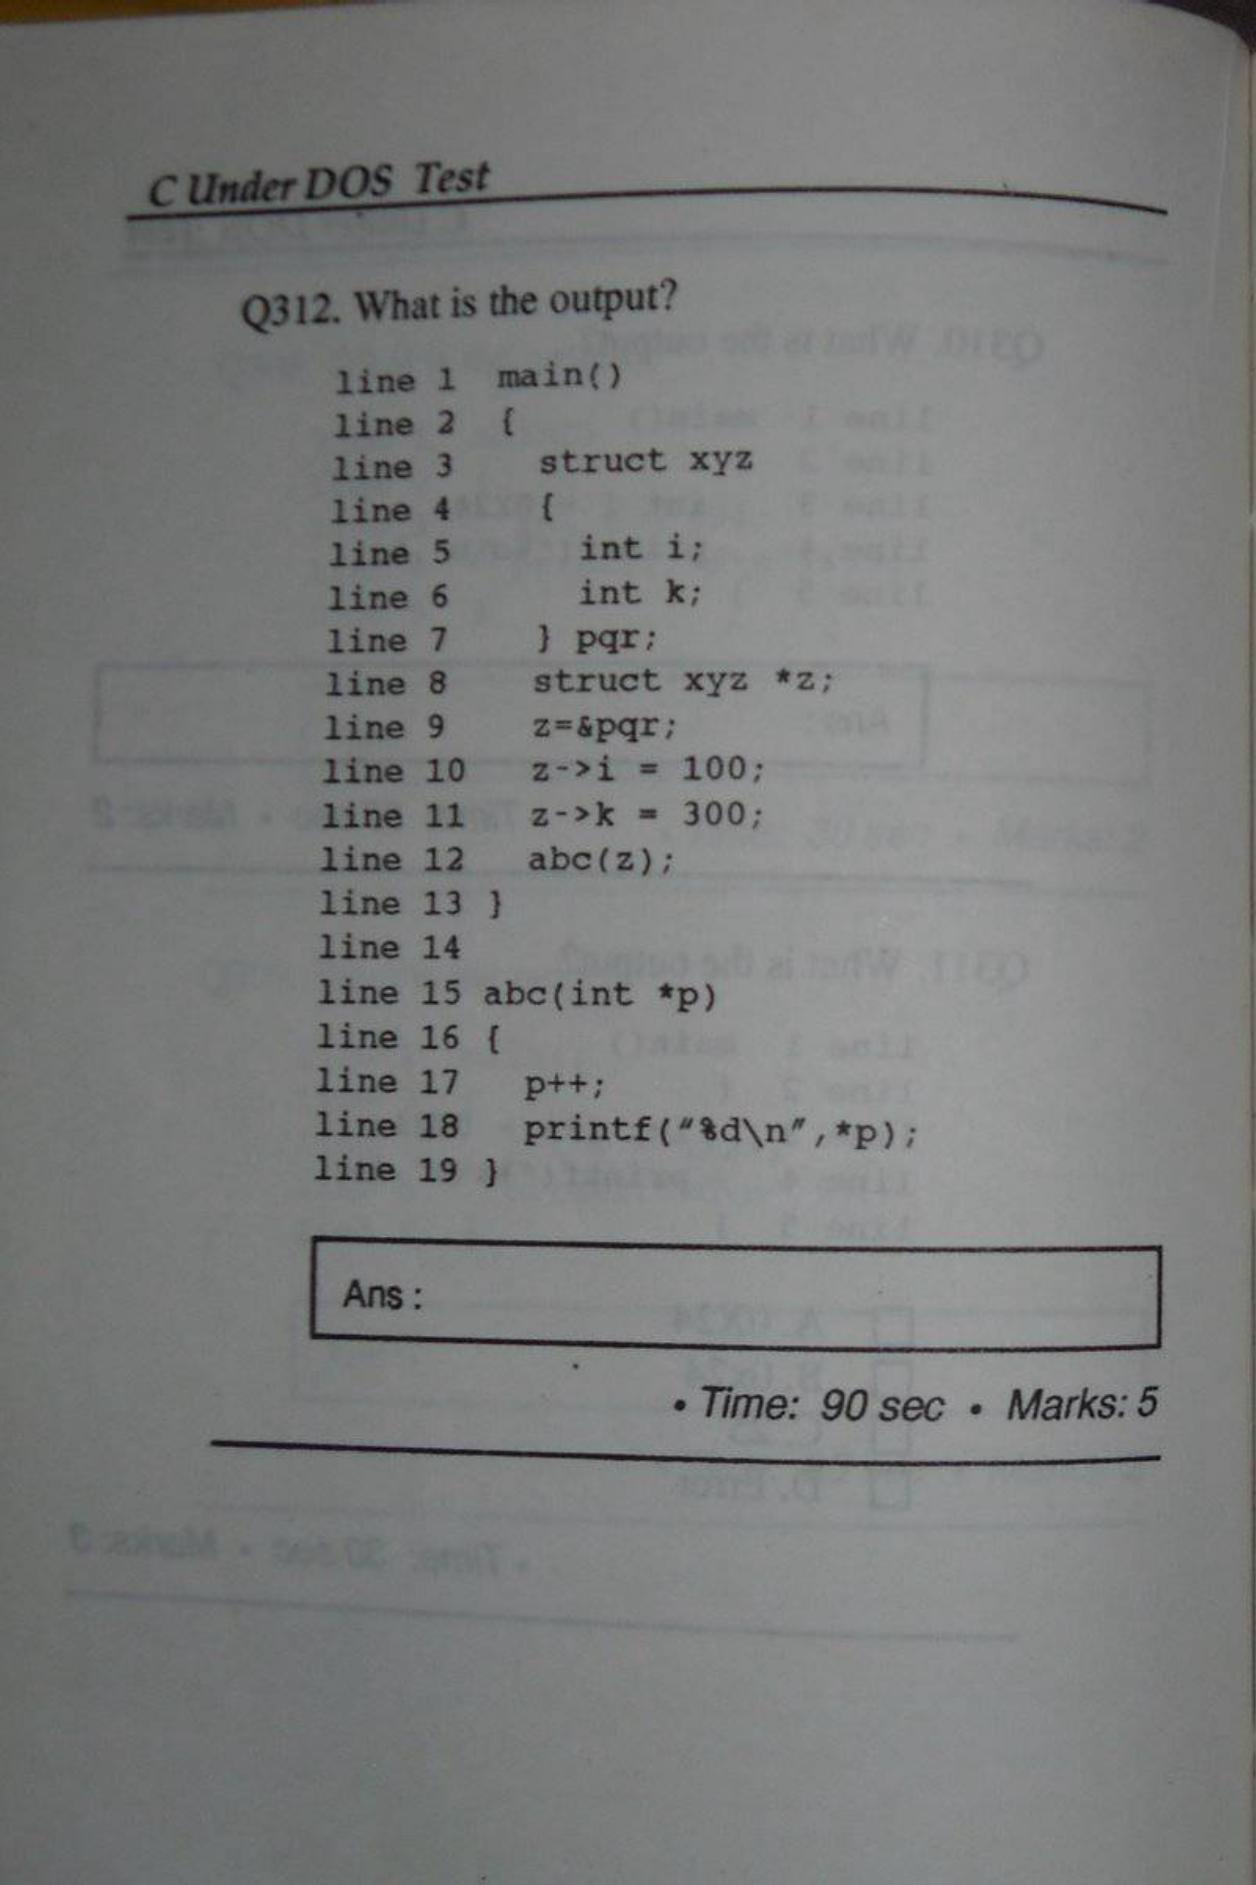 C Under DOS Test
Q312. What is the output?
line 1 main()
line 2 {
line 3 struct xyz
line 4 {
line 5 int i;
line 6 int k;
line 7 } pqr;
line 8 struct xyz *z;
line 9 z=&pqr;
line 10 z->i = 100;
line 11 z->k = 300;
line 12 abc(z);
line 13 }
line 14
line 15 abc(int *p)
line 16 {
line 17 p++;
line 18 printf("%d\n",*p);
line 19 }
Ans :
• Time: 90 sec • Marks: 5